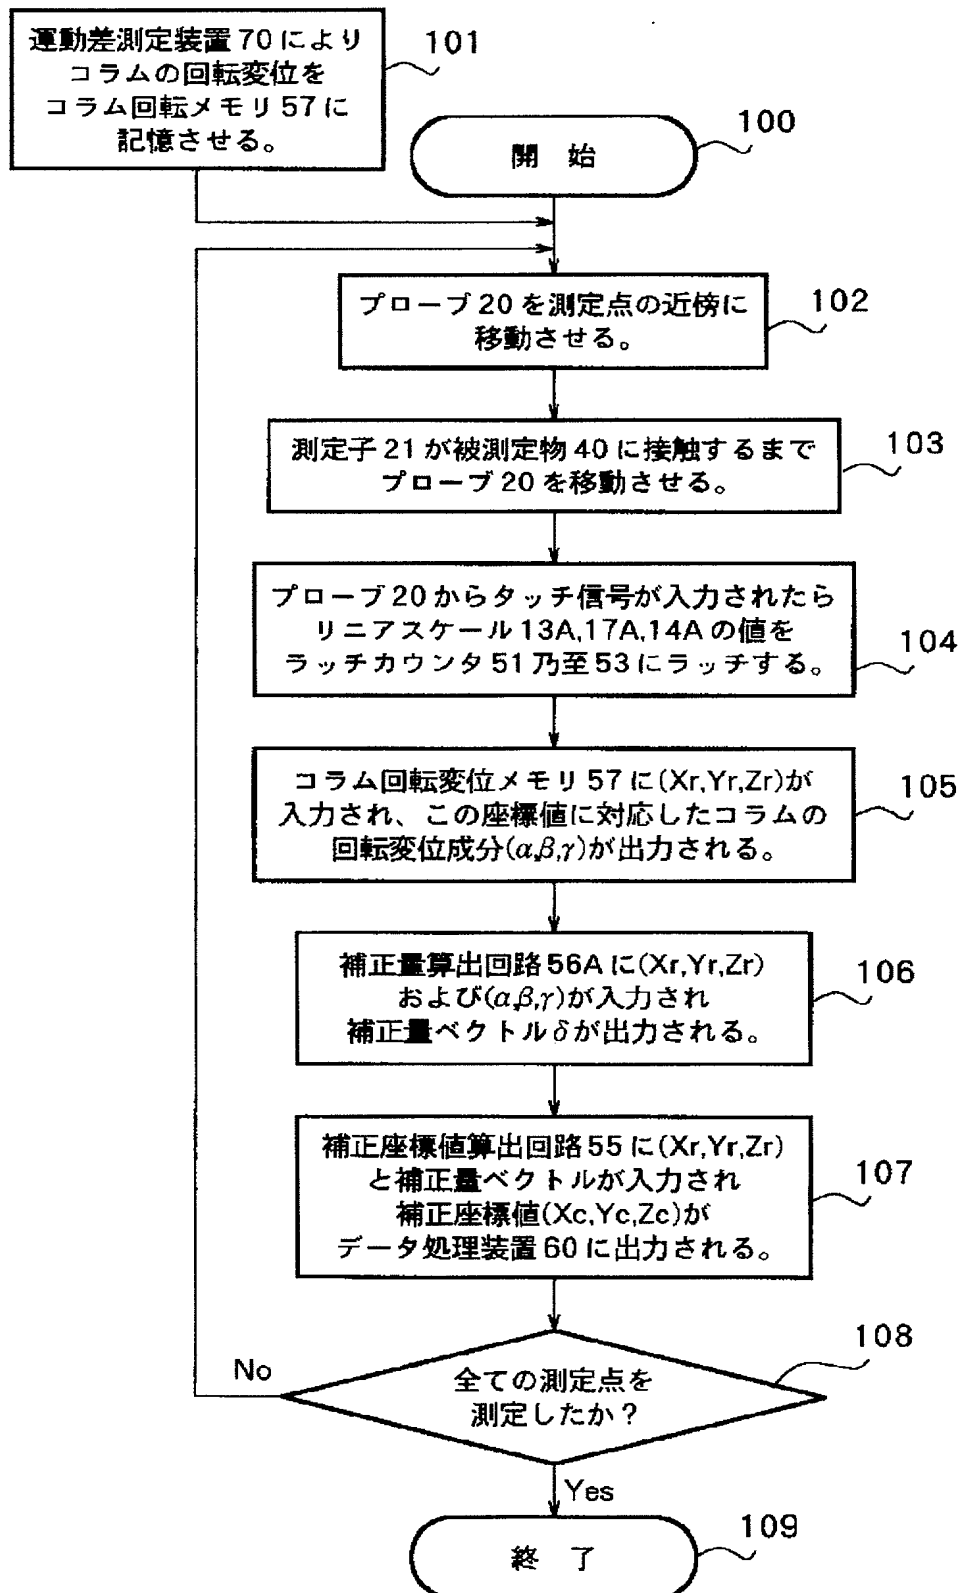 運動差測定装置70により
コラムの回転変位を
コラム回転メモリ57に
記憶させる。
101
100
開 始
プローブ20を測定点の近傍に
移動させる。
102
測定子21が被測定物40に接触するまで
プローブ20を移動させる。
103
プローブ20からタッチ信号が入力されたら
リニアスケール13A,17A,14Aの値を
ラッチカウンタ51乃至53にラッチする。
104
コラム回転変位メモリ57に(Xr,Yr,Zr)が
入力され、この座標値に対応したコラムの
回転変位成分(α,β,γ)が出力される。
105
補正量算出回路56Aに(Xr,Yr,Zr)
および(α,β,γ)が入力され
補正量ベクトルδが出力される。
106
補正座標値算出回路55に(Xr,Yr,Zr)
と補正量ベクトルが入力され
補正座標値(Xc,Yc,Zc)が
データ処理装置60に出力される。
107
108
No
全ての測定点を
測定したか？
Yes
109
終 了